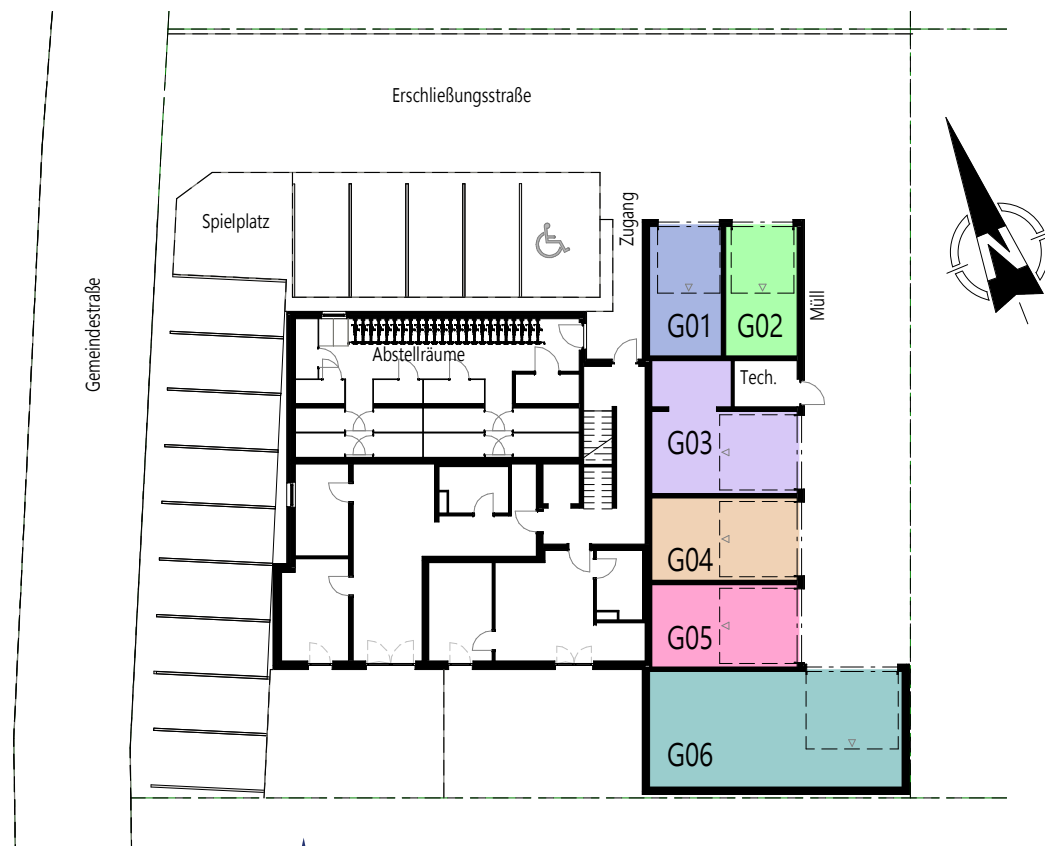 Erschließungsstraße
Spielplatz
Zugang
Gemeindestraße
G01
G02
Müll
Abstellräume
Tech.
G03
G04
G05
G06
N